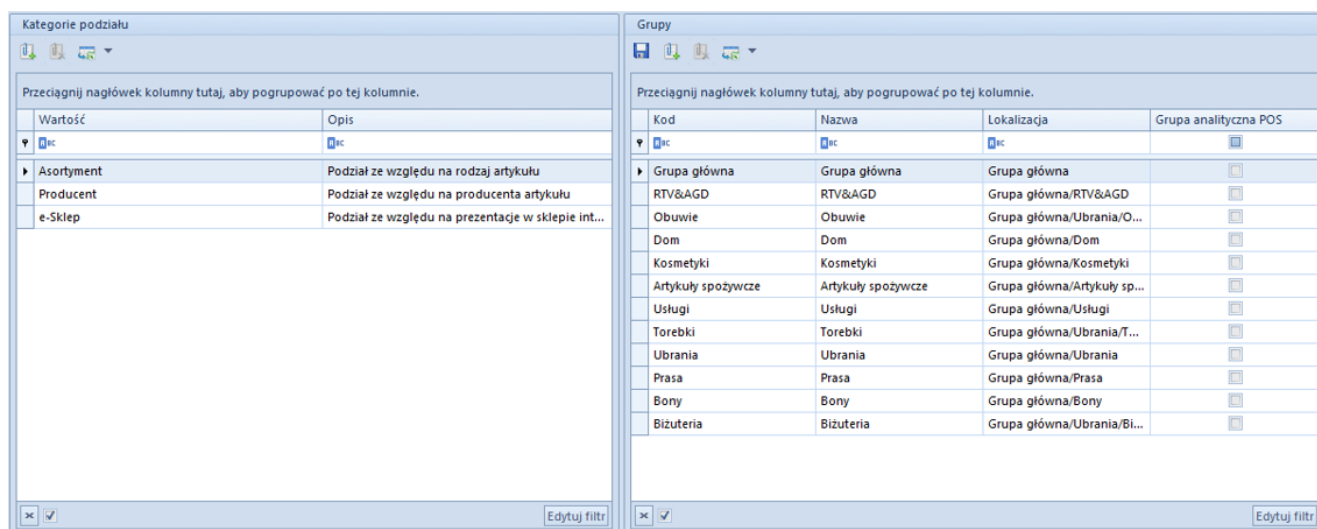 Kategorie podziału
Przeciągnij nagłówek kolumny tutaj, aby pogrupować po tej kolumnie.
Wartość Opis
ABC ABC
Asortyment Podział ze względu na rodzaj artykułu
Producent Podział ze względu na producenta artykułu
e-Sklep Podział ze względu na prezentacje w sklepie int...
Edytuj filtr
Grupy
Przeciągnij nagłówek kolumny tutaj, aby pogrupować po tej kolumnie.
Kod Nazwa Lokalizacja Grupa analityczna POS
ABC ABC ABC
Grupa główna Grupa główna Grupa główna
RTV&AGD RTV&AGD Grupa główna/RTV&AGD
Obuwie Obuwie Grupa główna/Ubrania/O...
Dom Dom Grupa główna/Dom
Kosmetyki Kosmetyki Grupa główna/Kosmetyki
Artykuły spożywcze Artykuły spożywcze Grupa główna/Artykuły sp...
Usługi Usługi Grupa główna/Usługi
Torebki Torebki Grupa główna/Ubrania/T...
Ubrania Ubrania Grupa główna/Ubrania
Prasa Prasa Grupa główna/Prasa
Bony Bony Grupa główna/Bony
Biżuteria Biżuteria Grupa główna/Ubrania/Bi...
Edytuj filtr